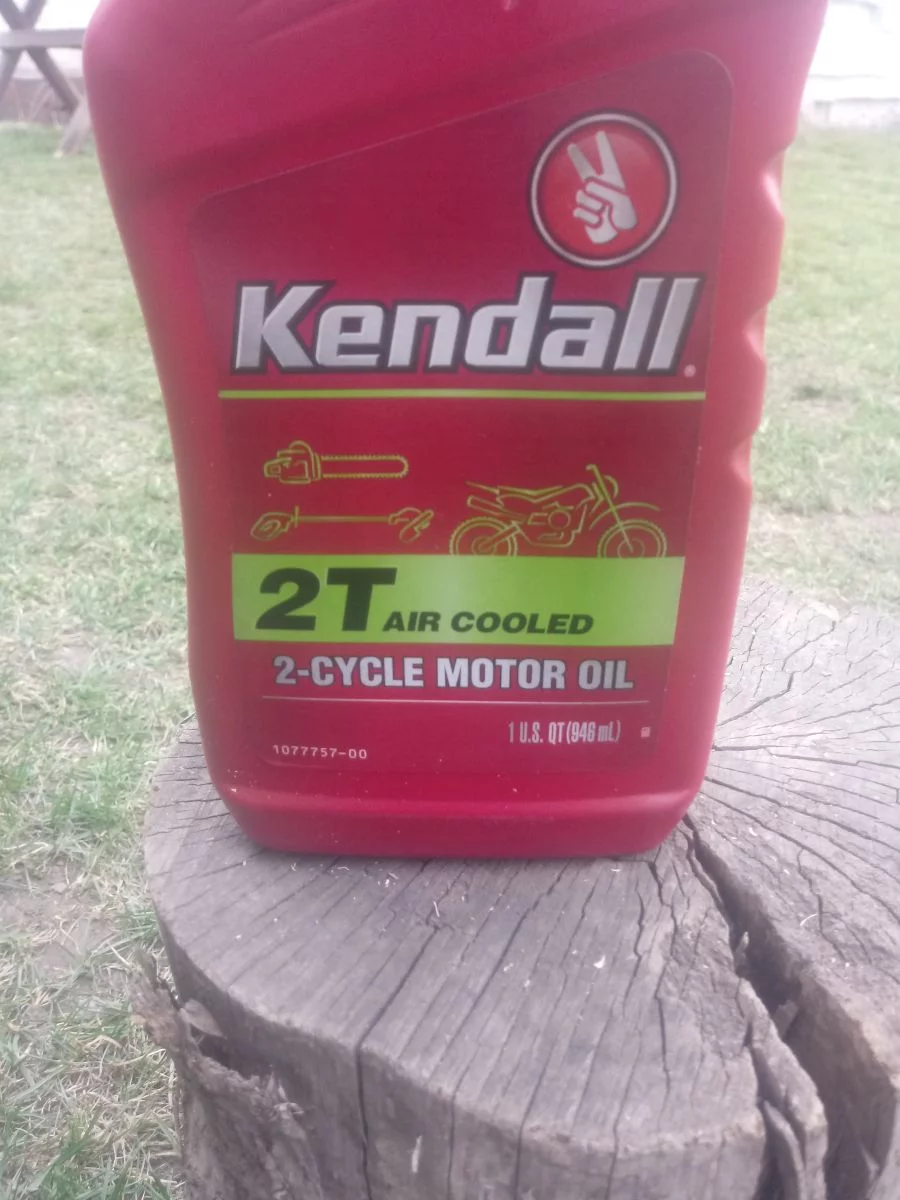 Kendall®
2T AIR COOLED
2-CYCLE MOTOR OIL
1 U.S. QT (946 mL)
1077757-00